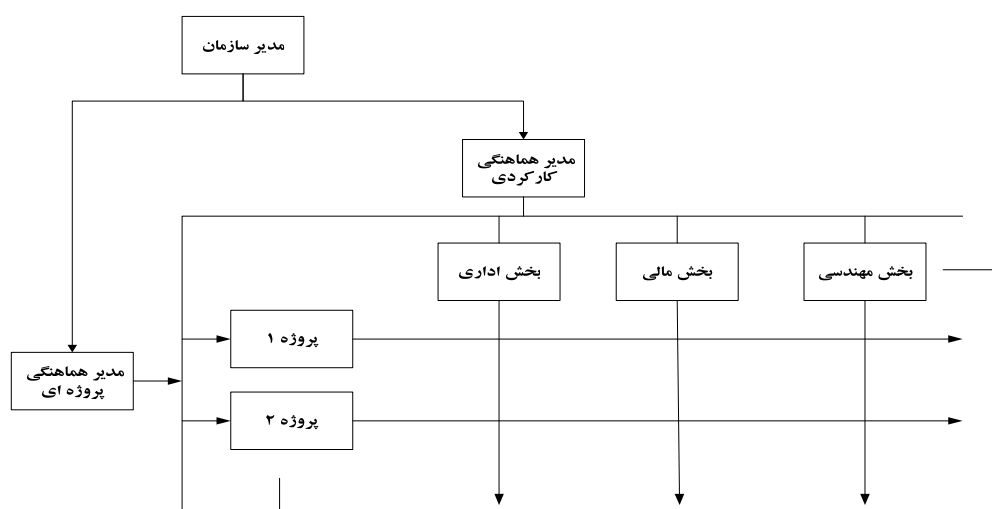 مدیر سازمان
مدیر هماهنگی
کارکردی
بخش مهندسی
بخش مالی
بخش اداری
پروژه ۱
مدیر هماهنگی
پروژه ای
پروژه ۲